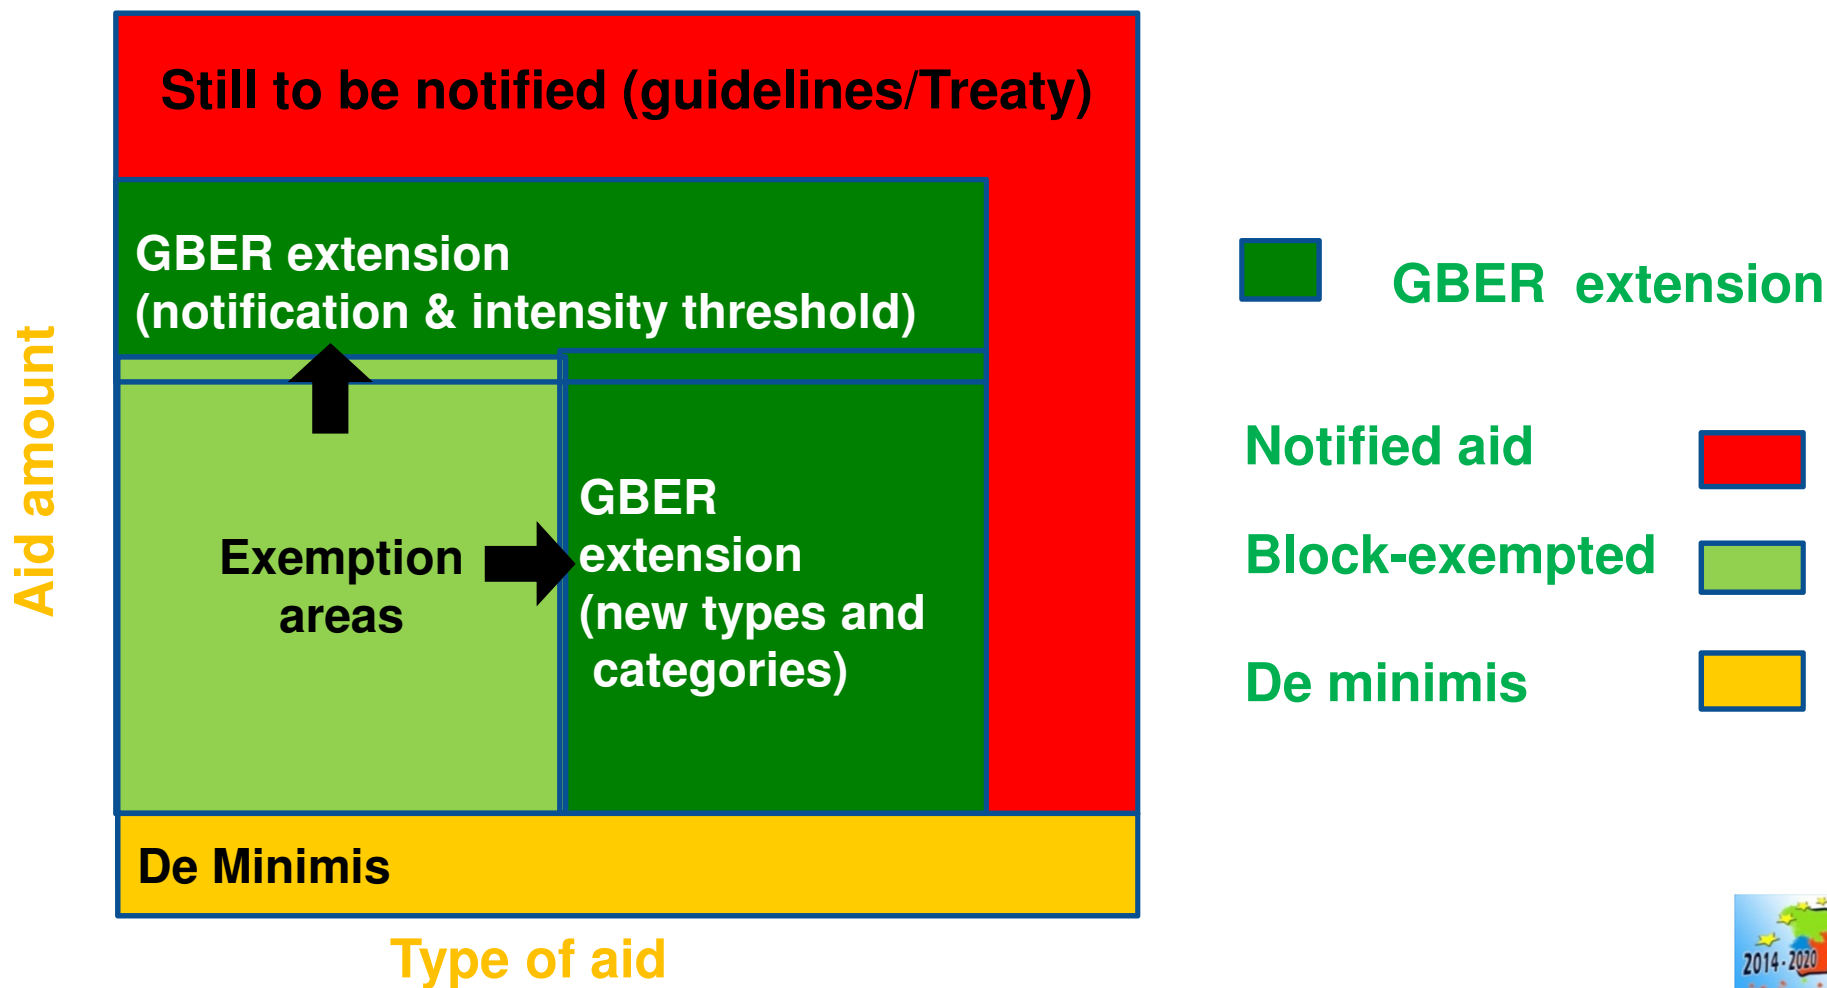 Still to be notified (guidelines/Treaty)
GBER extension
(notification & intensity threshold)
Aid amount
Exemption
areas
GBER
extension
(new types and
categories)
De Minimis
Type of aid
GBER extension
Notified aid
Block-exempted
De minimis
2014-2020